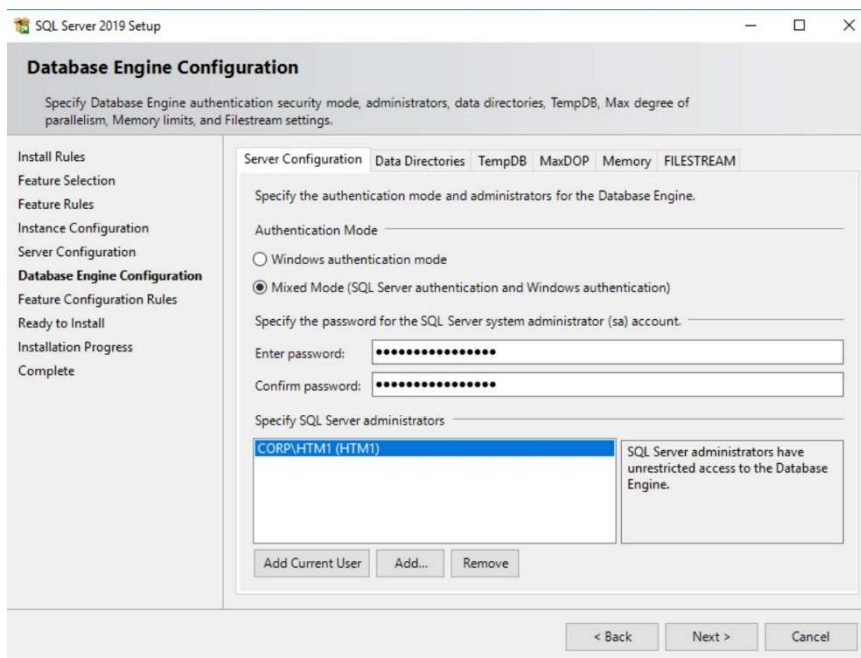 SQL Server 2019 Setup
Database Engine Configuration
Specify Database Engine authentication security mode, administrators, data directories, TempDB, Max degree of
parallelism, Memory limits, and Filestream settings.
Install Rules
Feature Selection
Feature Rules
Instance Configuration
Server Configuration
Database Engine Configuration
Feature Configuration Rules
Ready to Install
Installation Progress
Complete
Server Configuration Data Directories TempDB MaxDOP Memory FILESTREAM
Specify the authentication mode and administrators for the Database Engine.
Authentication Mode
Windows authentication mode
Mixed Mode (SQL Server authentication and Windows authentication)
Specify the password for the SQL Server system administrator (sa) account.
Enter password: ●●●●●●●●●●●●●●●●
Confirm password: ●●●●●●●●●●●●●●●●
Specify SQL Server administrators
CORP\HTM1 (HTM1)
SQL Server administrators have
unrestricted access to the Database
Engine.
Add Current User Add... Remove
< Back Next > Cancel